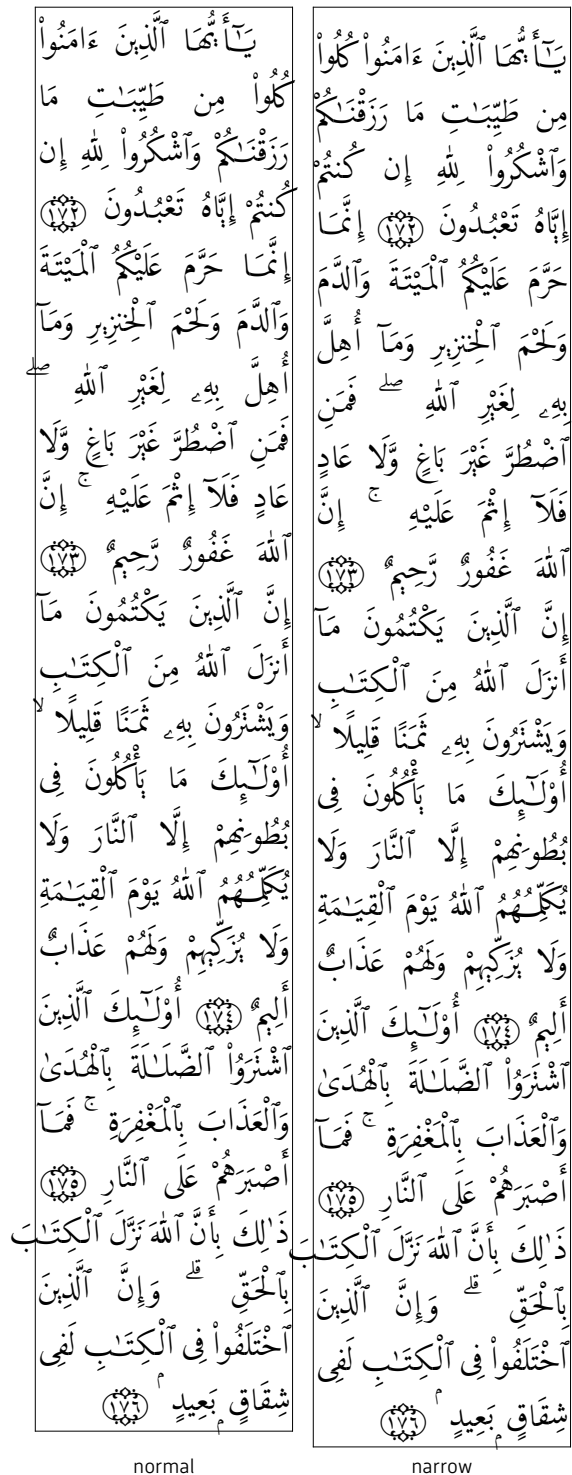 يَـٰٓأَيُّهَا ٱلَّذِينَ ءَامَنُوا۟
كُلُوا۟ مِن طَيِّبَـٰتِ مَا
رَزَقْنَـٰكُمْ وَٱشْكُرُوا۟ لِلَّهِ إِن
كُنتُمْ إِيَّاهُ تَعْبُدُونَ ۝١٧٢
إِنَّمَا حَرَّمَ عَلَيْكُمُ ٱلْمَيْتَةَ
وَٱلدَّمَ وَلَحْمَ ٱلْخِنزِيرِ وَمَآ
أُهِلَّ بِهِۦ لِغَيْرِ ٱللَّهِ ۖ
فَمَنِ ٱضْطُرَّ غَيْرَ بَاغٍ وَّلَا
عَادٍ فَلَآ إِثْمَ عَلَيْهِ ۚ إِنَّ
ٱللَّهَ غَفُورٌ رَّحِيمٌ ۝١٧٣
إِنَّ ٱلَّذِينَ يَكْتُمُونَ مَآ
أَنزَلَ ٱللَّهُ مِنَ ٱلْكِتَـٰبِ
وَيَشْتَرُونَ بِهِۦ ثَمَنًا قَلِيلًا ۙ
أُو۟لَـٰٓئِكَ مَا يَأْكُلُونَ فِى
بُطُونِهِمْ إِلَّا ٱلنَّارَ وَلَا
يُكَلِّمُهُمُ ٱللَّهُ يَوْمَ ٱلْقِيَـٰمَةِ
وَلَا يُزَكِّيهِمْ وَلَهُمْ عَذَابٌ
أَلِيمٌ ۝١٧٤ أُو۟لَـٰٓئِكَ ٱلَّذِينَ
ٱشْتَرَوُا۟ ٱلضَّلَـٰلَةَ بِٱلْهُدَىٰ
وَٱلْعَذَابَ بِٱلْمَغْفِرَةِ ۚ فَمَآ
أَصْبَرَهُمْ عَلَى ٱلنَّارِ ۝١٧٥
ذَٰلِكَ بِأَنَّ ٱللَّهَ نَزَّلَ ٱلْكِتَـٰبَ
بِٱلْحَقِّ ۗ وَإِنَّ ٱلَّذِينَ
ٱخْتَلَفُوا۟ فِى ٱلْكِتَـٰبِ لَفِى
شِقَاقٍۭ بَعِيدٍ ۝١٧٦
normal
يَـٰٓأَيُّهَا ٱلَّذِينَ ءَامَنُوا۟ كُلُوا۟
مِن طَيِّبَـٰتِ مَا رَزَقْنَـٰكُمْ
وَٱشْكُرُوا۟ لِلَّهِ إِن كُنتُمْ
إِيَّاهُ تَعْبُدُونَ ۝١٧٢ إِنَّمَا
حَرَّمَ عَلَيْكُمُ ٱلْمَيْتَةَ وَٱلدَّمَ
وَلَحْمَ ٱلْخِنزِيرِ وَمَآ أُهِلَّ
بِهِۦ لِغَيْرِ ٱللَّهِ ۖ فَمَنِ
ٱضْطُرَّ غَيْرَ بَاغٍ وَّلَا عَادٍ
فَلَآ إِثْمَ عَلَيْهِ ۚ إِنَّ
ٱللَّهَ غَفُورٌ رَّحِيمٌ ۝١٧٣
إِنَّ ٱلَّذِينَ يَكْتُمُونَ مَآ
أَنزَلَ ٱللَّهُ مِنَ ٱلْكِتَـٰبِ
وَيَشْتَرُونَ بِهِۦ ثَمَنًا قَلِيلًا ۙ
أُو۟لَـٰٓئِكَ مَا يَأْكُلُونَ فِى
بُطُونِهِمْ إِلَّا ٱلنَّارَ وَلَا
يُكَلِّمُهُمُ ٱللَّهُ يَوْمَ ٱلْقِيَـٰمَةِ
وَلَا يُزَكِّيهِمْ وَلَهُمْ عَذَابٌ
أَلِيمٌ ۝١٧٤ أُو۟لَـٰٓئِكَ ٱلَّذِينَ
ٱشْتَرَوُا۟ ٱلضَّلَـٰلَةَ بِٱلْهُدَىٰ
وَٱلْعَذَابَ بِٱلْمَغْفِرَةِ ۚ فَمَآ
أَصْبَرَهُمْ عَلَى ٱلنَّارِ ۝١٧٥
ذَٰلِكَ بِأَنَّ ٱللَّهَ نَزَّلَ ٱلْكِتَـٰبَ
بِٱلْحَقِّ ۗ وَإِنَّ ٱلَّذِينَ
ٱخْتَلَفُوا۟ فِى ٱلْكِتَـٰبِ لَفِى
شِقَاقٍۭ بَعِيدٍ ۝١٧٦
narrow